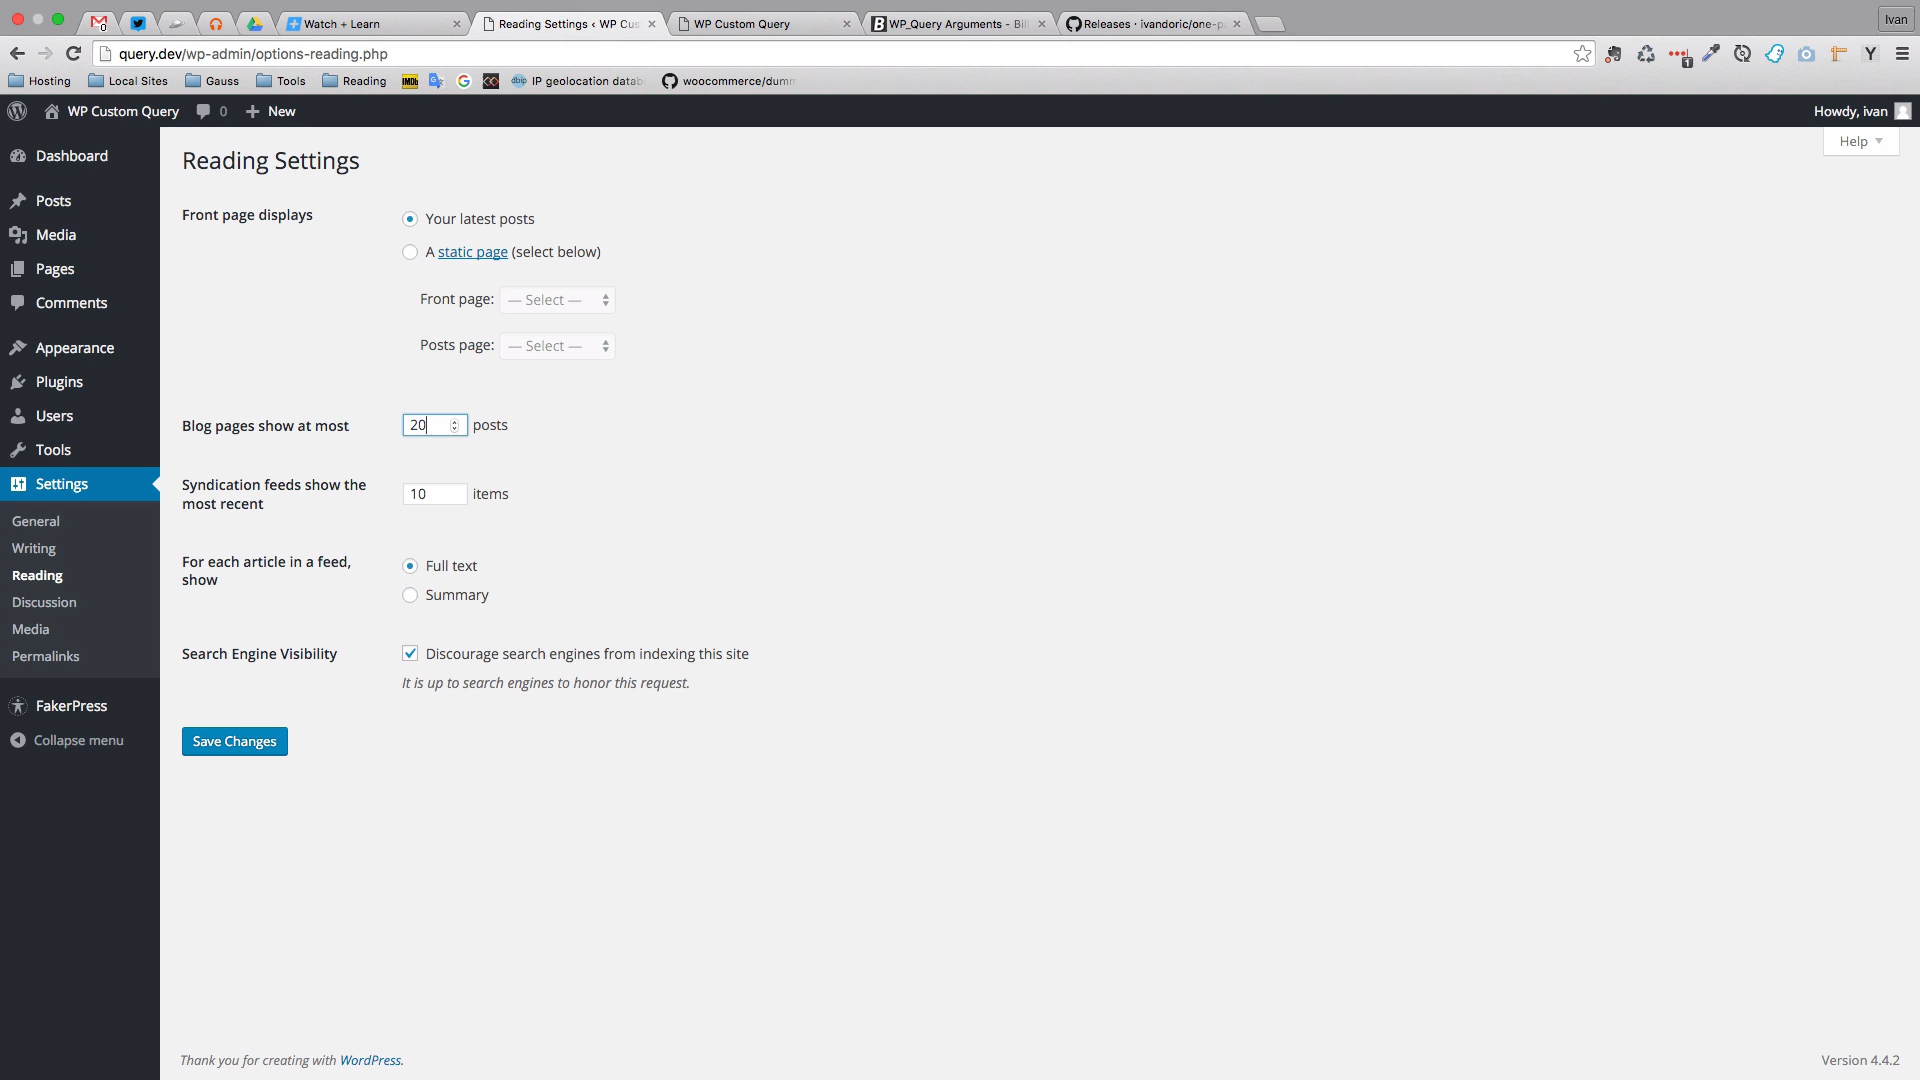 Ivan
0
Watch + Learn
Reading Settings ‹ WP Cus
WP Custom Query
B WP_Query Arguments - Bil
Releases · ivandoric/one-p
query.dev/wp-admin/options-reading.php
1
Y
Hosting
Local Sites
Gauss
Tools
Reading
IMDb
G
dbip IP geolocation datab
woocommerce/dumm
WP Custom Query
0
New
Howdy, ivan
Help
Dashboard
Posts
Media
Pages
Comments
Appearance
Plugins
Users
Tools
Settings
General
Writing
Reading
Discussion
Media
Permalinks
FakerPress
Collapse menu
Reading Settings
Front page displays
Your latest posts
A static page (select below)
Front page: — Select —
Posts page: — Select —
Blog pages show at most 20 posts
Syndication feeds show the
most recent
10 items
For each article in a feed,
show
Full text
Summary
Search Engine Visibility
Discourage search engines from indexing this site
It is up to search engines to honor this request.
Save Changes
Thank you for creating with WordPress.
Version 4.4.2